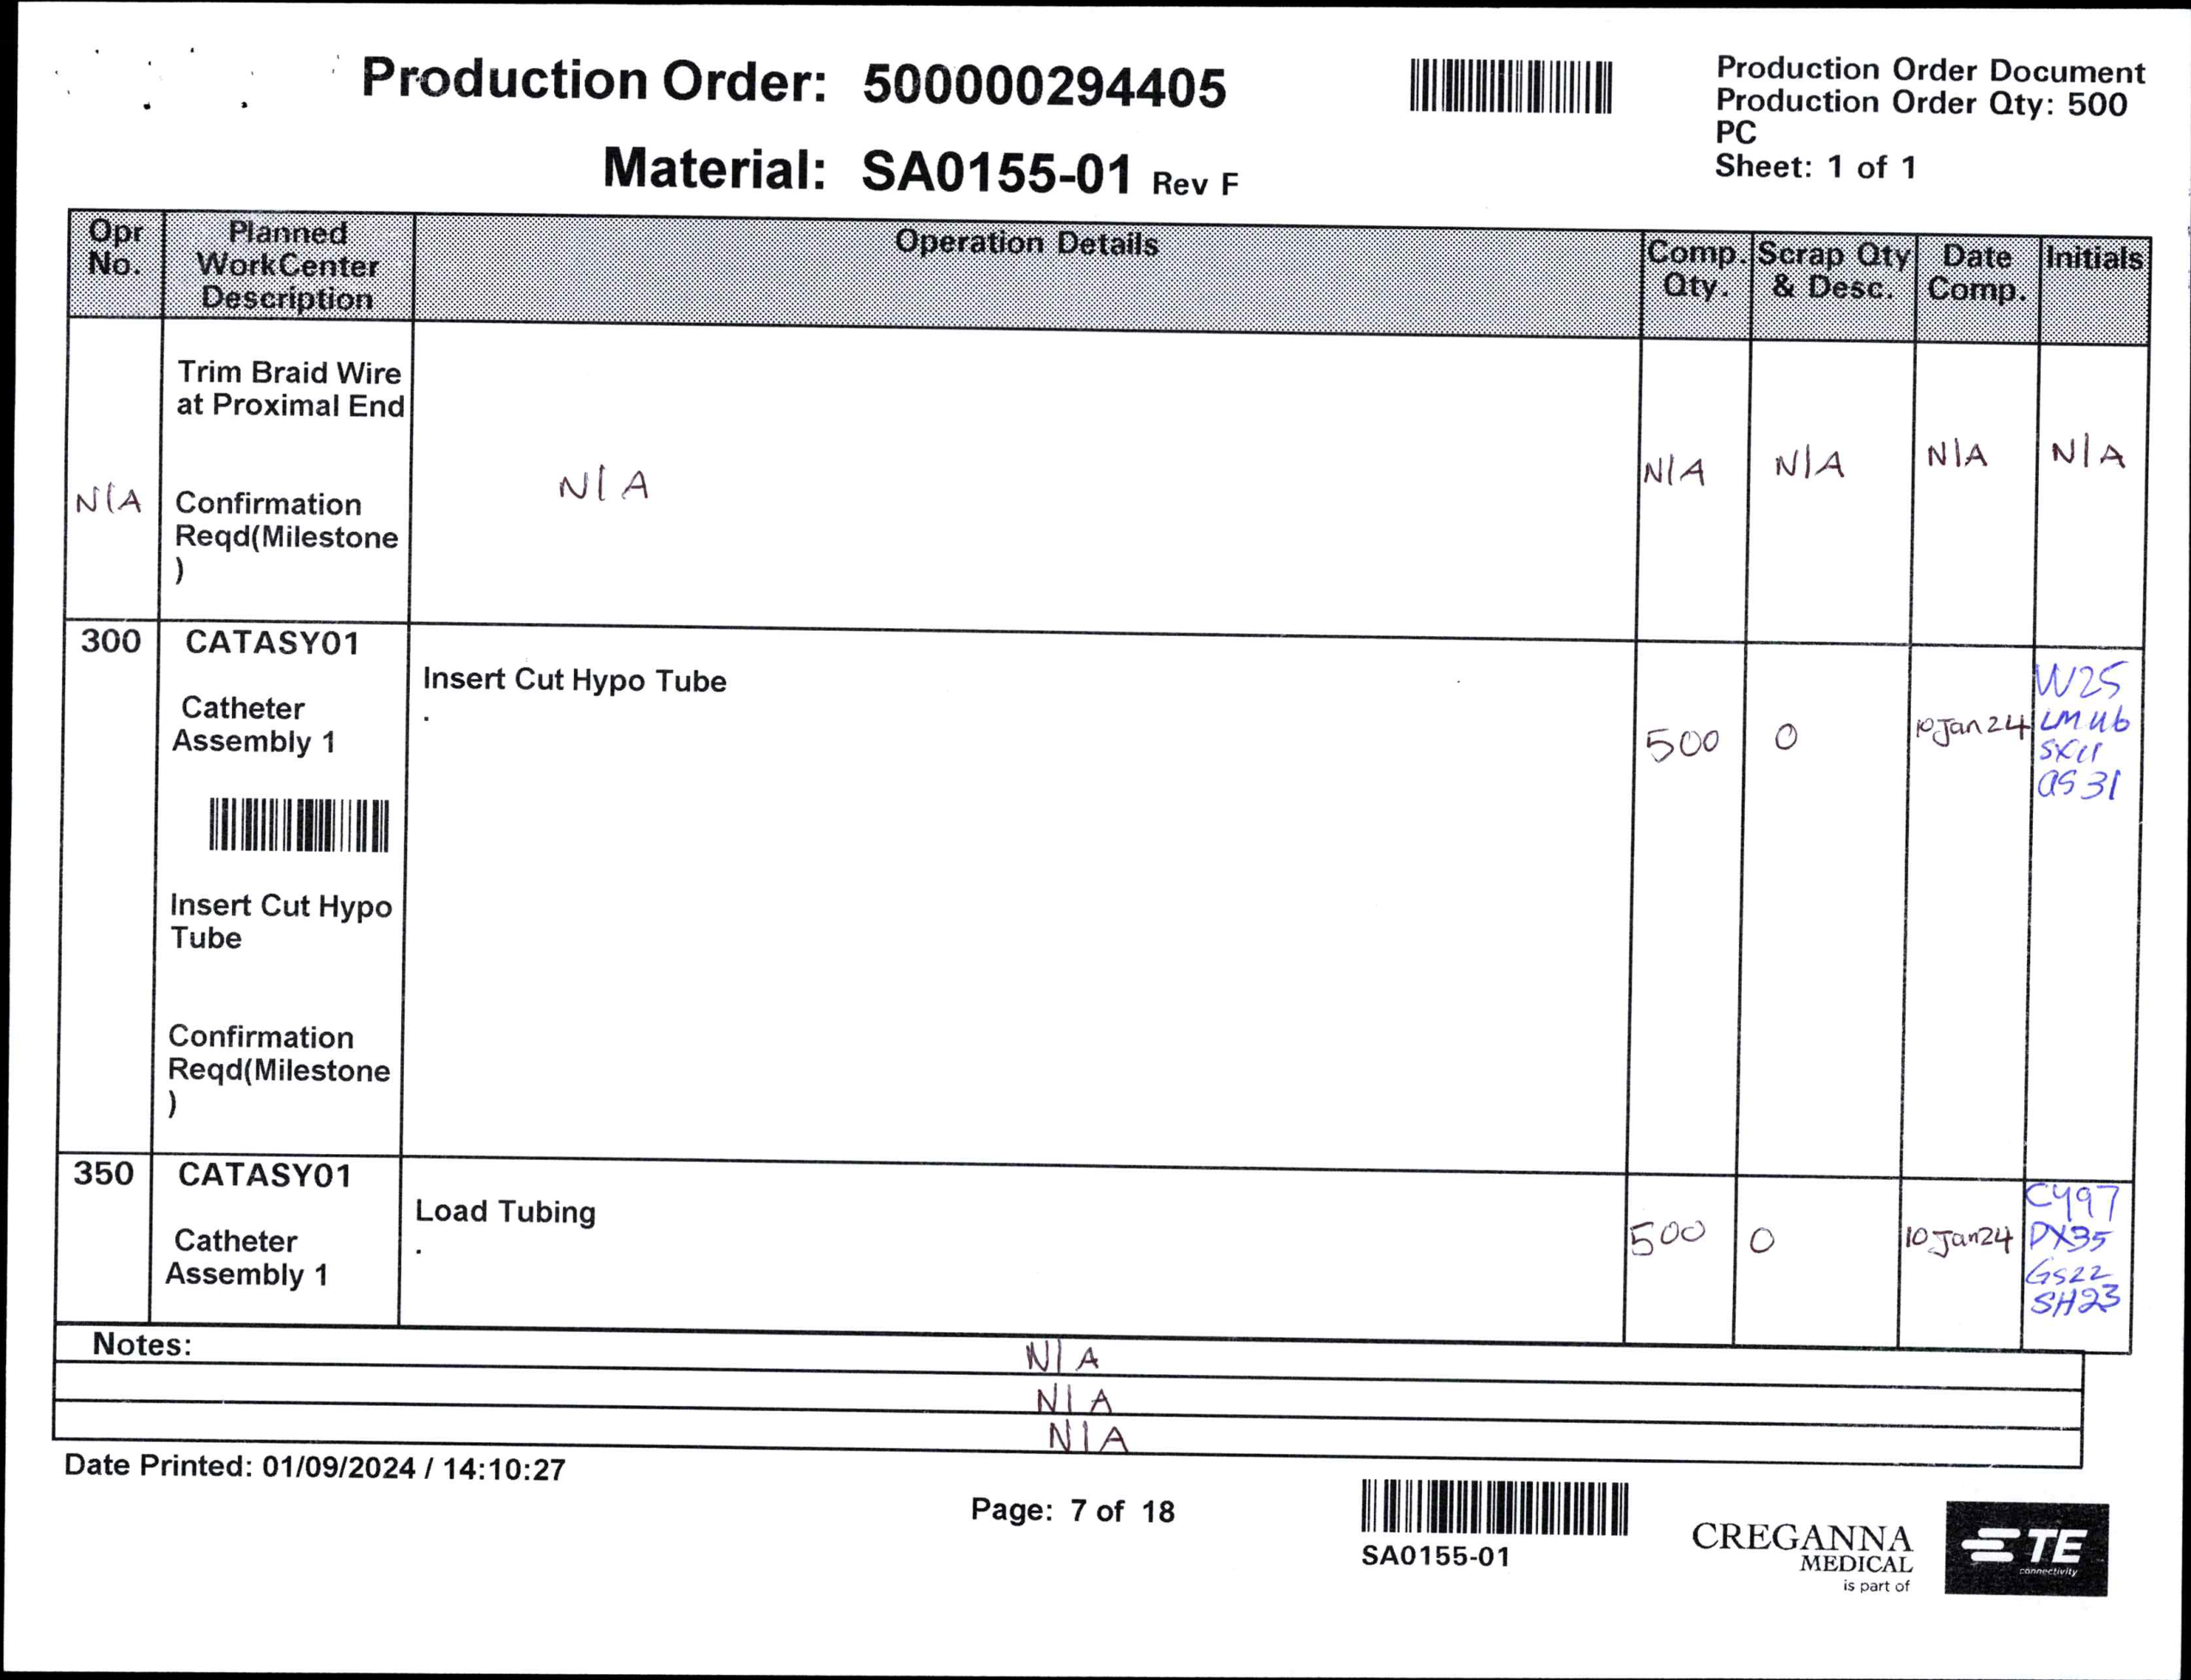 Production Order: 500000294405
Material: SA0155-01 Rev F
Production Order Document
Production Order Qty: 500
PC
Sheet: 1 of 1
Opr No.
Planned WorkCenter Description
Operation Details
Comp. Qty.
Scrap Qty & Desc.
Date Comp.
Initials
Trim Braid Wire
at Proximal End
N/A
Confirmation
Reqd(Milestone
)
N/A
N/A
N/A
N/A
N/A
300
CATASY01
Catheter
Assembly 1
Insert Cut Hypo
Tube
Confirmation
Reqd(Milestone
)
Insert Cut Hypo Tube
.
500
0
10Jan24
W25
LM46
SX11
AS31
350
CATASY01
Catheter
Assembly 1
Load Tubing
.
500
0
10Jan24
CY97
PX35
GS22
SH23
Notes:
N/A
N/A
N/A
Date Printed: 01/09/2024 / 14:10:27
Page: 7 of 18
SA0155-01
CREGANNA
MEDICAL
is part of
TE
connectivity